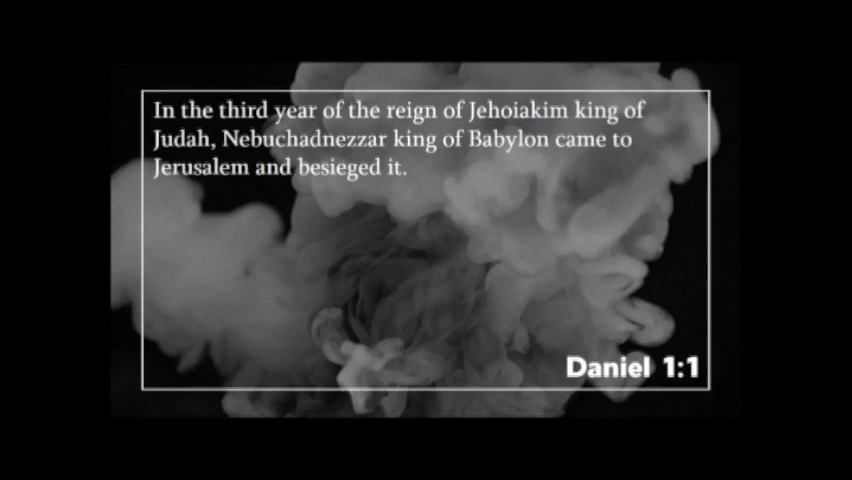 In the third year of the reign of Jehoiakim king of
Judah, Nebuchadnezzar king of Babylon came to
Jerusalem and besieged it.
Daniel 1:1